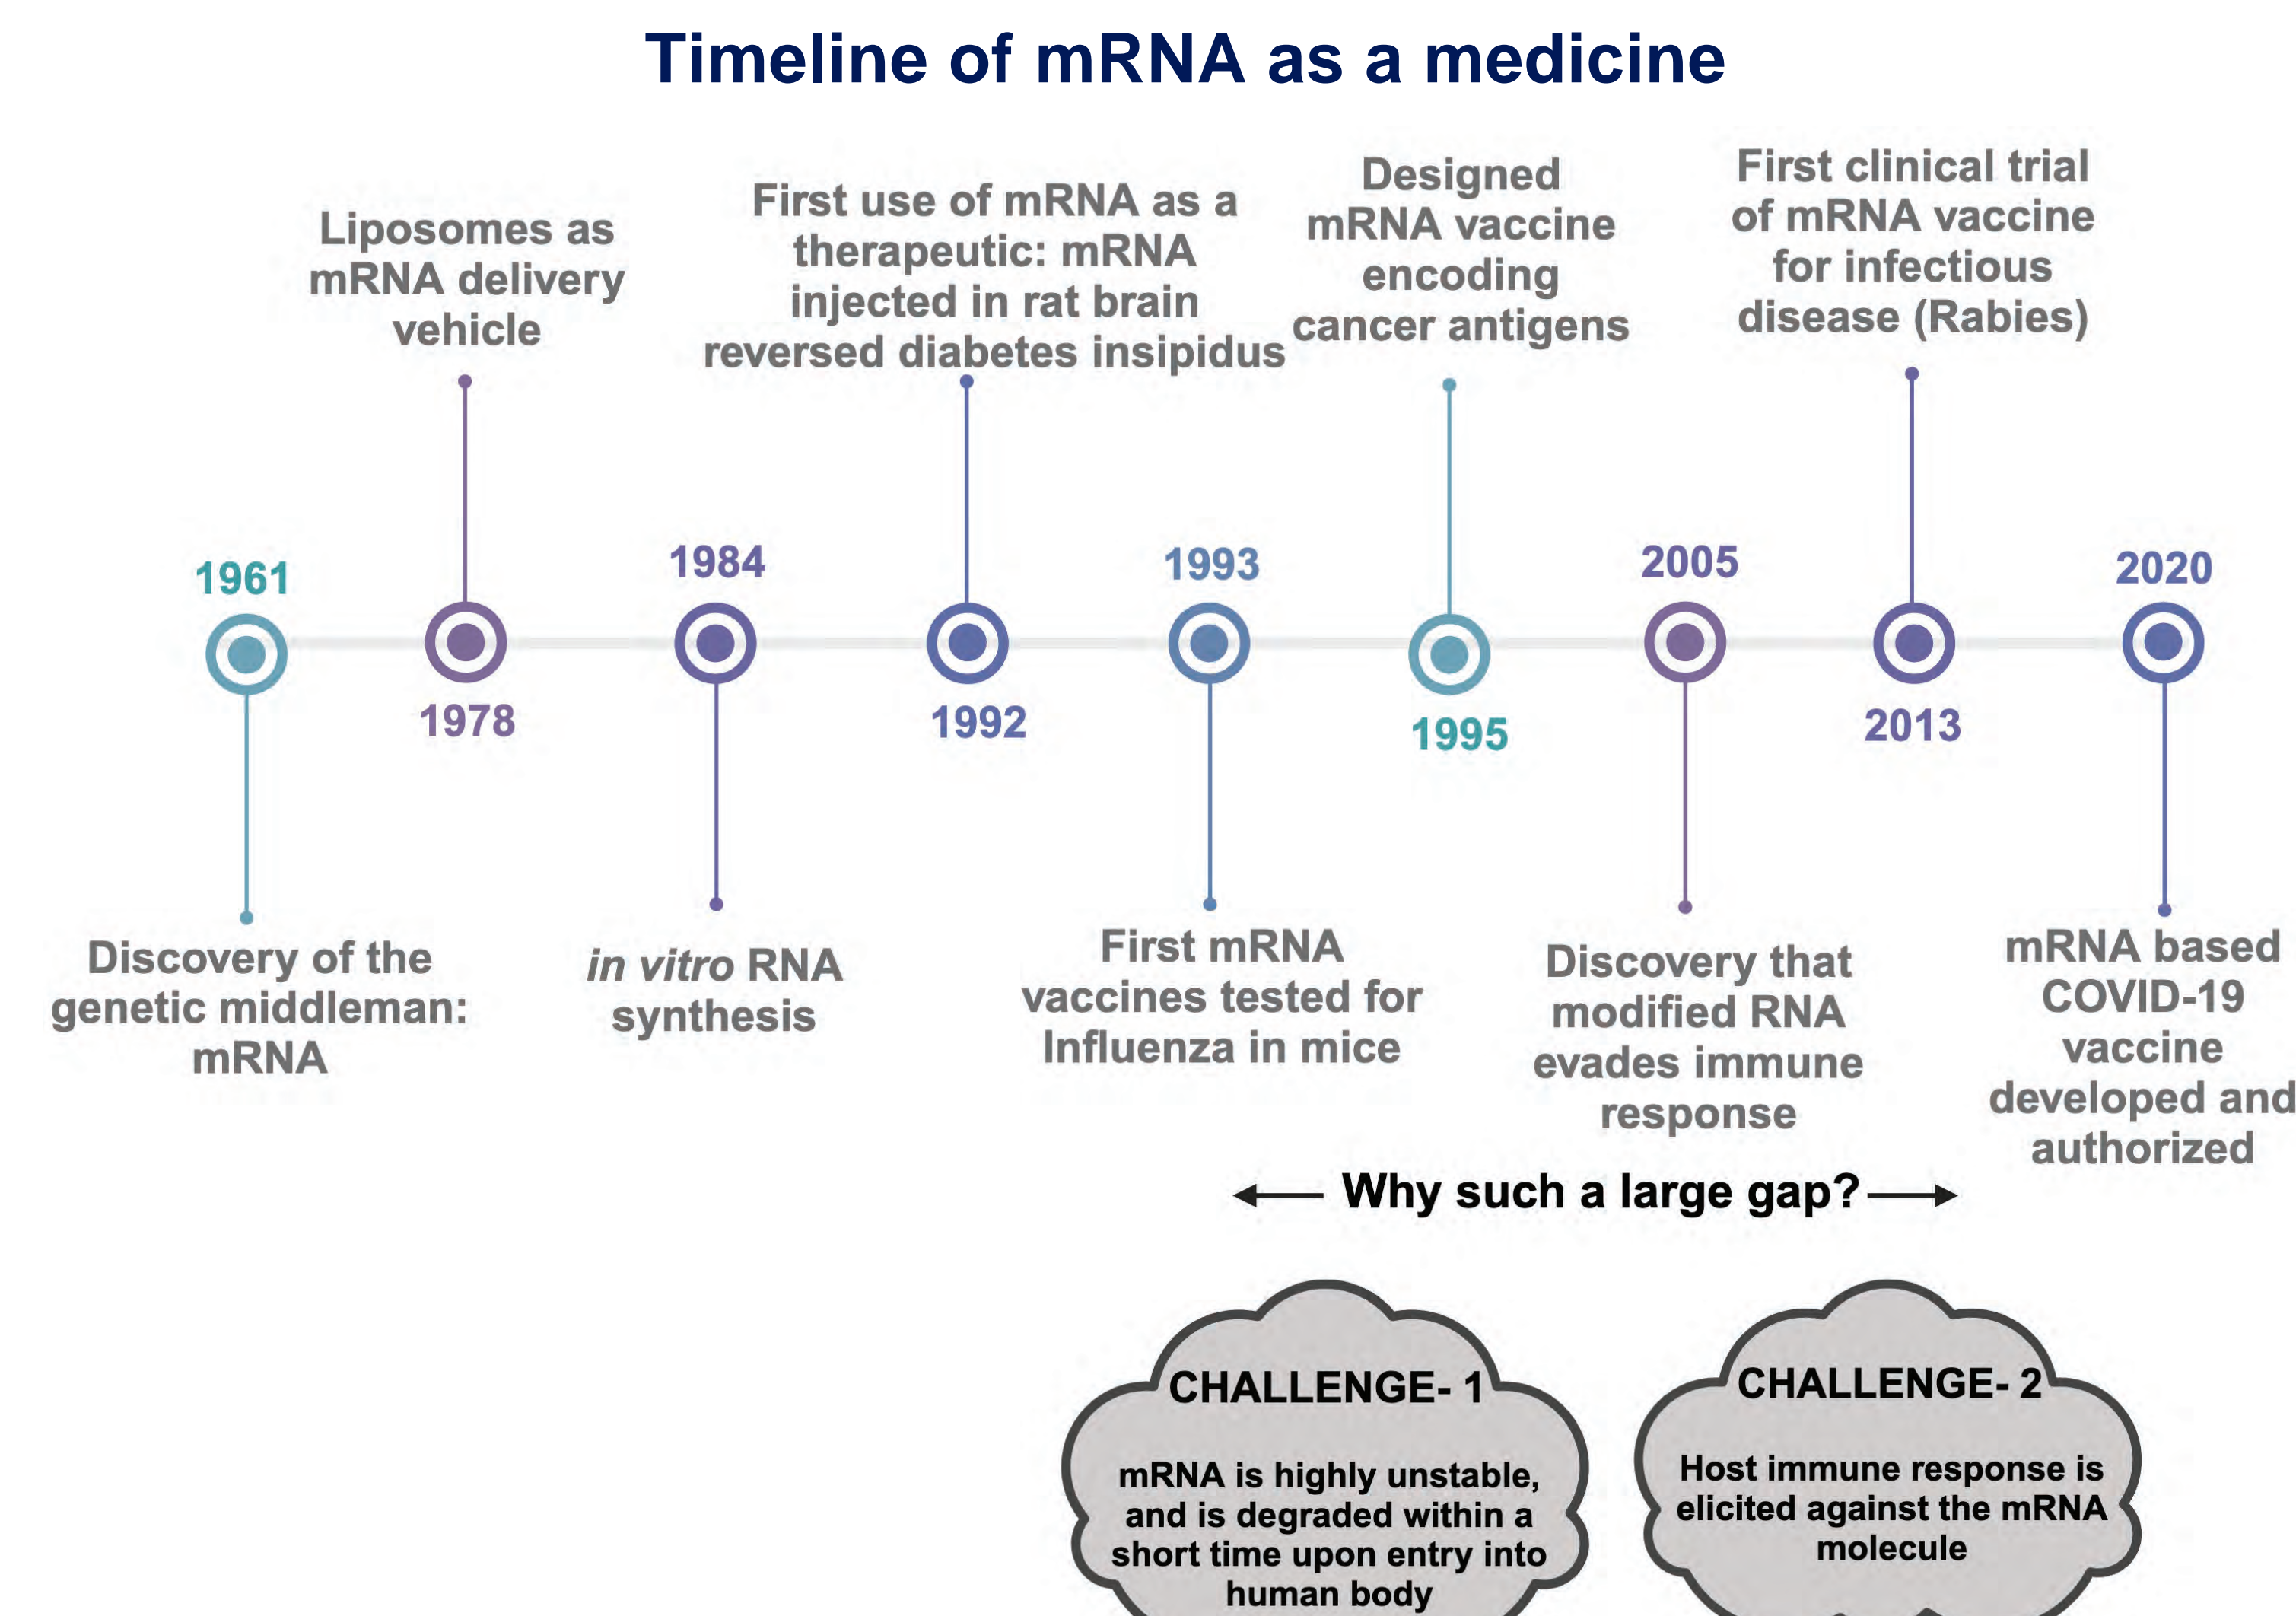 Timeline of mRNA as a medicine
Liposomes as
mRNA delivery
vehicle
First use of mRNA as a
therapeutic: mRNA
injected in rat brain
reversed diabetes insipidus
Designed
mRNA vaccine
encoding
cancer antigens
First clinical trial
of mRNA vaccine
for infectious
disease (Rabies)
1961
1978
1984
1992
1993
1995
2005
2013
2020
Discovery of the
genetic middleman:
mRNA
in vitro RNA
synthesis
First mRNA
vaccines tested for
Influenza in mice
Discovery that
modified RNA
evades immune
response
mRNA based
COVID-19
vaccine
developed and
authorized
Why such a large gap?
CHALLENGE- 1
mRNA is highly unstable,
and is degraded within a
short time upon entry into
human body
CHALLENGE- 2
Host immune response is
elicited against the mRNA
molecule